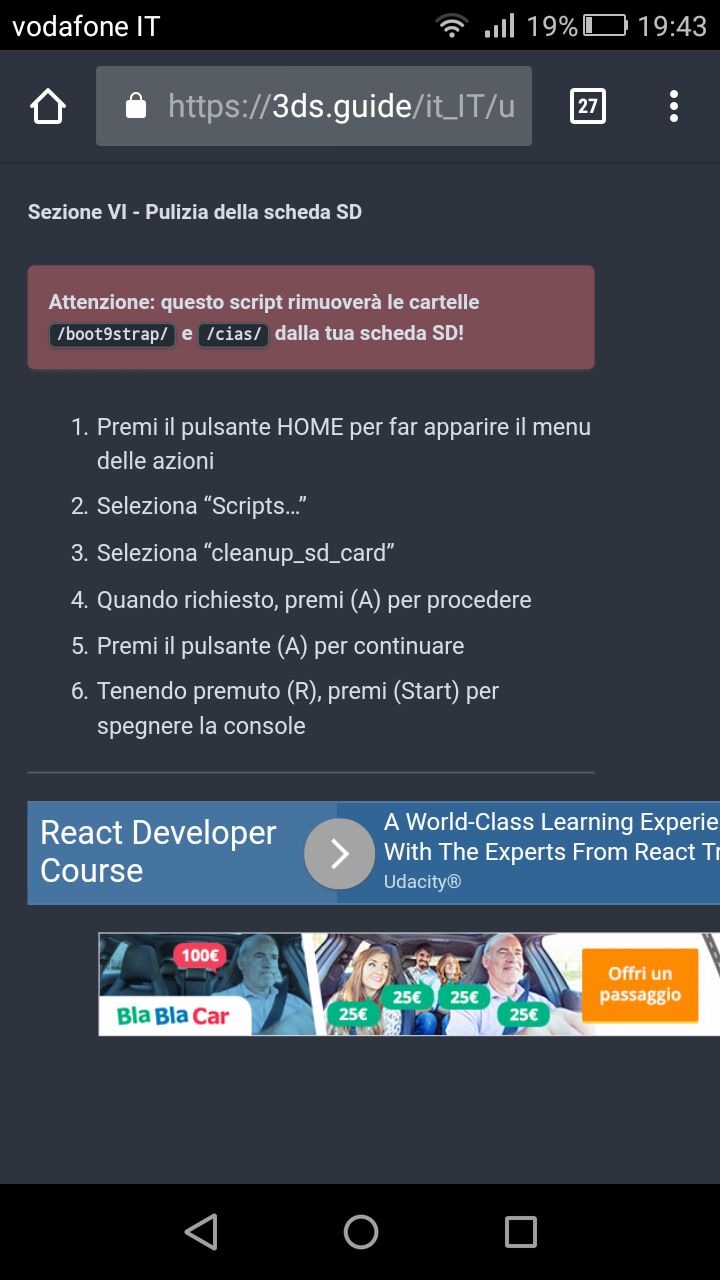 vodafone IT
19%
19:43
https://3ds.guide/it_IT/u
27
Sezione VI - Pulizia della scheda SD
Attenzione: questo script rimuoverà le cartelle
/boot9strap/ e /cias/ dalla tua scheda SD!
1. Premi il pulsante HOME per far apparire il menu
delle azioni
2. Seleziona “Scripts…”
3. Seleziona “cleanup_sd_card”
4. Quando richiesto, premi (A) per procedere
5. Premi il pulsante (A) per continuare
6. Tenendo premuto (R), premi (Start) per
spegnere la console
React Developer
Course
A World-Class Learning Experie
With The Experts From React Tr
Udacity®
100€
Bla Bla Car
25€
25€
25€
25€
Offri un
passaggio